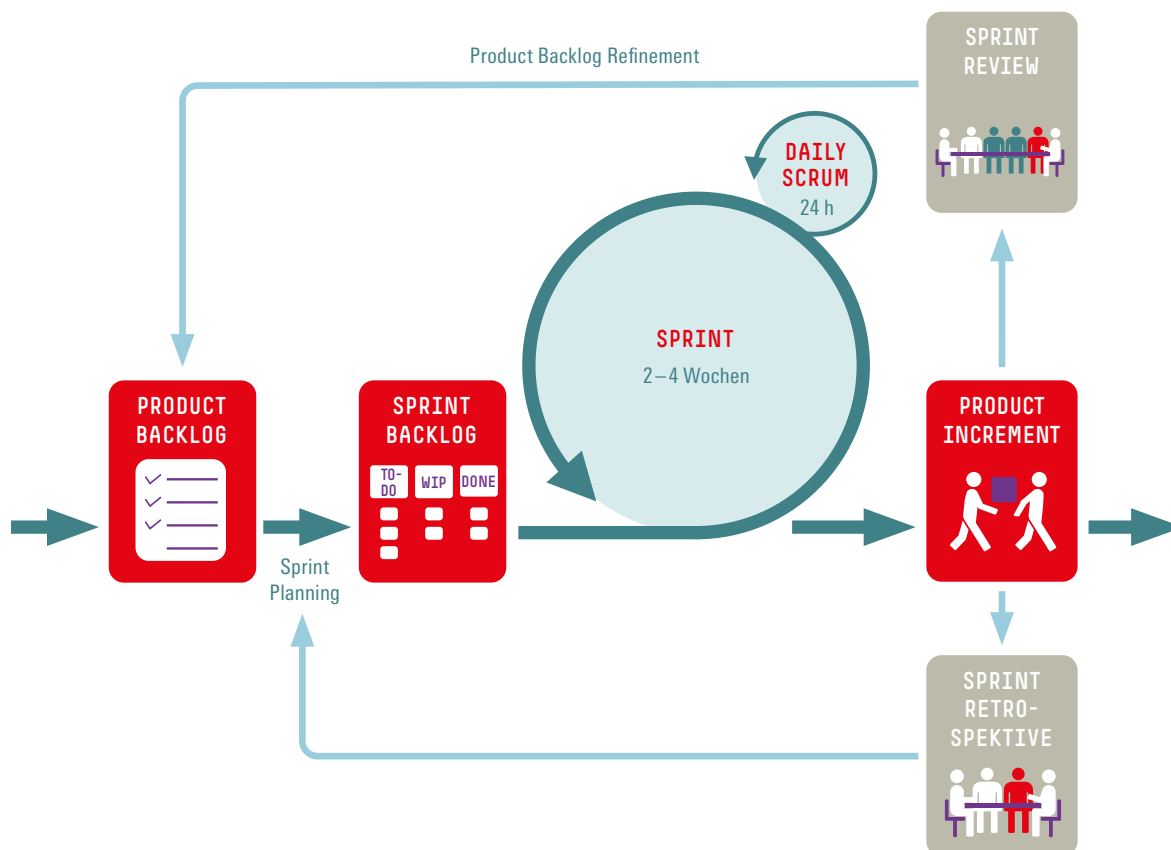 SPRINT
REVIEW
Product Backlog Refinement
DAILY
SCRUM
24 h
SPRINT
2–4 Wochen
PRODUCT
BACKLOG
SPRINT
BACKLOG
TO-
DO
WIP
DONE
PRODUCT
INCREMENT
Sprint
Planning
SPRINT
RETRO-
SPEKTIVE